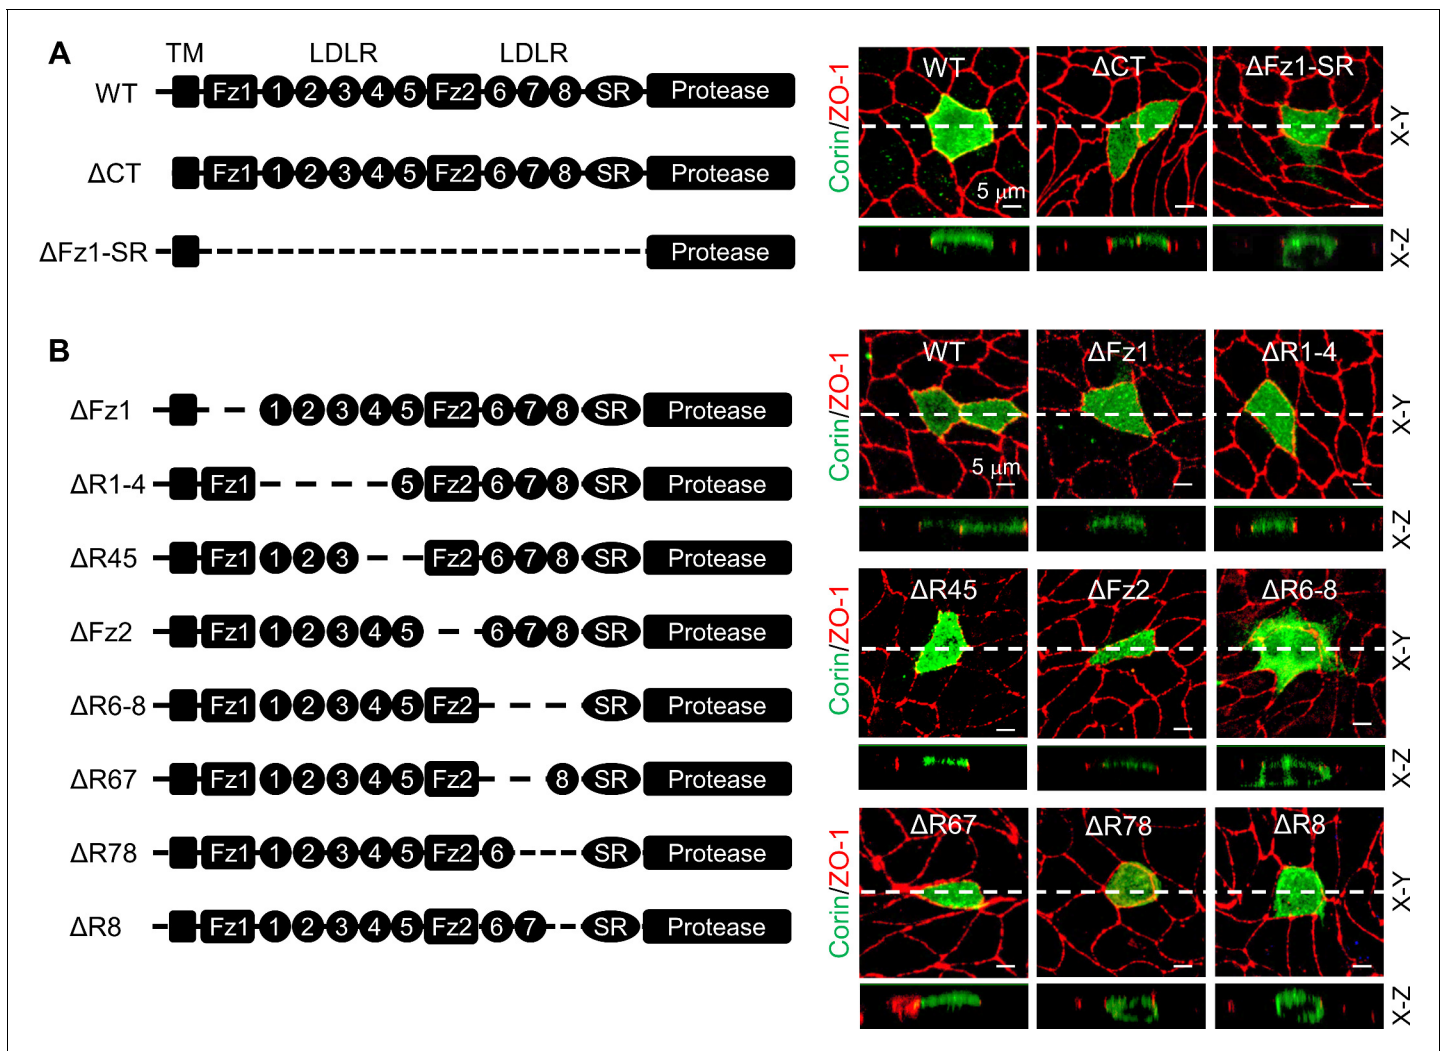 A
TM LDLR LDLR
WT Fz1 1 2 3 4 5 Fz2 6 7 8 SR Protease
ΔCT Fz1 1 2 3 4 5 Fz2 6 7 8 SR Protease
ΔFz1-SR Protease
Corin/ZO-1
WT ΔCT ΔFz1-SR
5 μm
X-Y
X-Z
B
ΔFz1 1 2 3 4 5 Fz2 6 7 8 SR Protease
ΔR1-4 Fz1 5 Fz2 6 7 8 SR Protease
ΔR45 Fz1 1 2 3 Fz2 6 7 8 SR Protease
ΔFz2 Fz1 1 2 3 4 5 6 7 8 SR Protease
ΔR6-8 Fz1 1 2 3 4 5 Fz2 SR Protease
ΔR67 Fz1 1 2 3 4 5 Fz2 8 SR Protease
ΔR78 Fz1 1 2 3 4 5 Fz2 6 SR Protease
ΔR8 Fz1 1 2 3 4 5 Fz2 6 7 SR Protease
Corin/ZO-1
WT ΔFz1 ΔR1-4
5 μm
X-Y
X-Z
Corin/ZO-1
ΔR45 ΔFz2 ΔR6-8
X-Y
X-Z
Corin/ZO-1
ΔR67 ΔR78 ΔR8
X-Y
X-Z